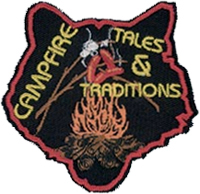 CAMPFIRE
TALES
&
TRADITIONS